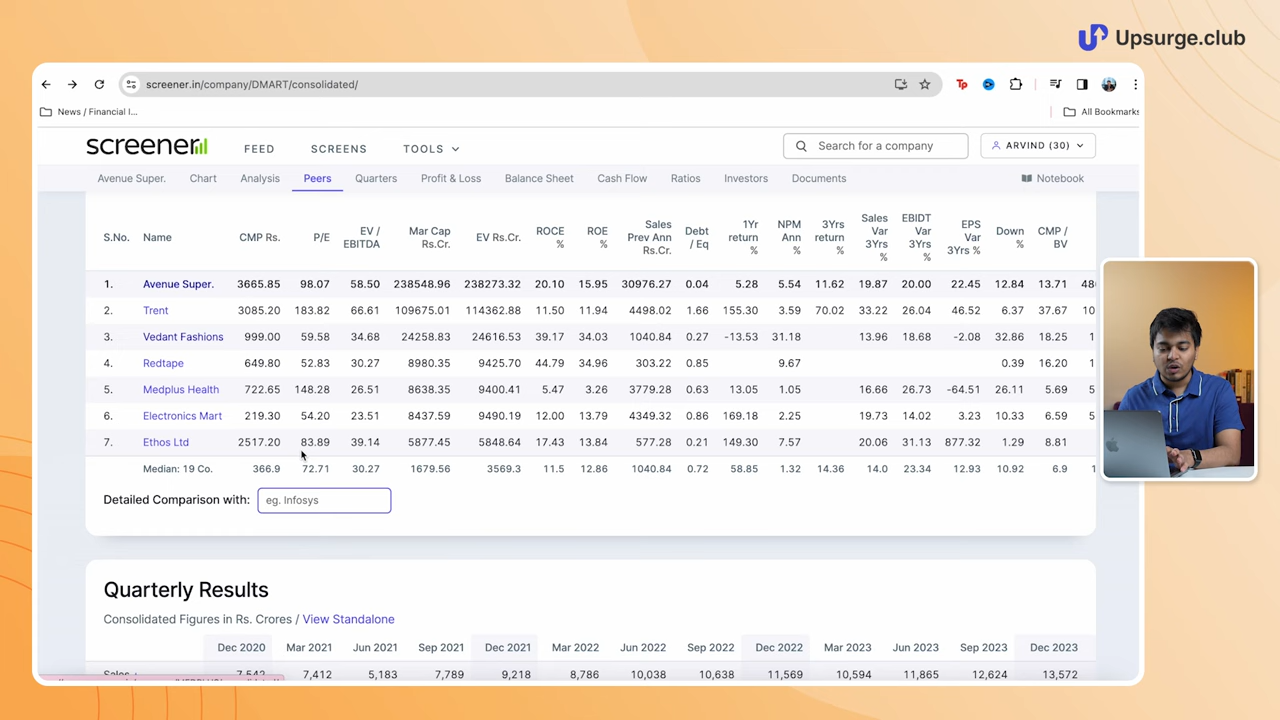 Upsurge.club
screener.in/company/DMART/consolidated/
News / Financial I...
All Bookmarks
screener
FEED SCREENS TOOLS
Search for a company
ARVIND (30)
Avenue Super. Chart Analysis Peers Quarters Profit & Loss Balance Sheet Cash Flow Ratios Investors Documents Notebook
S.No. Name CMP Rs. P/E EV / EBITDA Mar Cap Rs.Cr. EV Rs.Cr. ROCE % ROE % Sales Prev Ann Rs.Cr. Debt / Eq 1Yr return % NPM Ann % 3Yrs return % Sales Var 3Yrs % EBIDT Var 3Yrs % EPS Var 3Yrs % Down % CMP / BV
1. Avenue Super. 3665.85 98.07 58.50 238548.96 238273.32 20.10 15.95 30976.27 0.04 5.28 5.54 11.62 19.87 20.00 22.45 12.84 13.71 48
2. Trent 3085.20 183.82 66.61 109675.01 114362.88 11.50 11.94 4498.02 1.66 155.30 3.59 70.02 33.22 26.04 46.52 6.37 37.67 10
3. Vedant Fashions 999.00 59.58 34.68 24258.83 24616.53 39.17 34.03 1040.84 0.27 -13.53 31.18 13.96 18.68 -2.08 32.86 18.25 1
4. Redtape 649.80 52.83 30.27 8980.35 9425.70 44.79 34.96 303.22 0.85 9.67 0.39 16.20 1
5. Medplus Health 722.65 148.28 26.51 8638.35 9400.47 5.47 3.26 3779.28 0.63 13.05 1.05 16.66 26.73 -64.51 26.11 5.69 5
6. Electronics Mart 219.30 54.20 23.51 8437.59 9490.19 12.00 13.79 4349.32 0.86 169.18 2.25 19.73 14.02 3.23 10.33 6.59 5
7. Ethos Ltd 2517.20 83.89 39.14 5877.45 5848.64 17.43 13.84 577.28 0.21 149.30 7.57 20.06 31.13 877.32 1.29 8.81
Median: 19 Co. 366.9 72.71 30.27 1679.56 3569.3 11.5 12.86 1040.84 0.72 58.85 1.32 14.36 14.0 23.34 12.93 10.92 6.9 1
Detailed Comparison with: eg. Infosys
Quarterly Results
Consolidated Figures in Rs. Crores / View Standalone
Dec 2020 Mar 2021 Jun 2021 Sep 2021 Dec 2021 Mar 2022 Jun 2022 Sep 2022 Dec 2022 Mar 2023 Jun 2023 Sep 2023 Dec 2023
Sales + 7,542 7,412 5,183 7,789 9,218 8,786 10,038 10,638 11,569 10,594 11,865 12,624 13,572